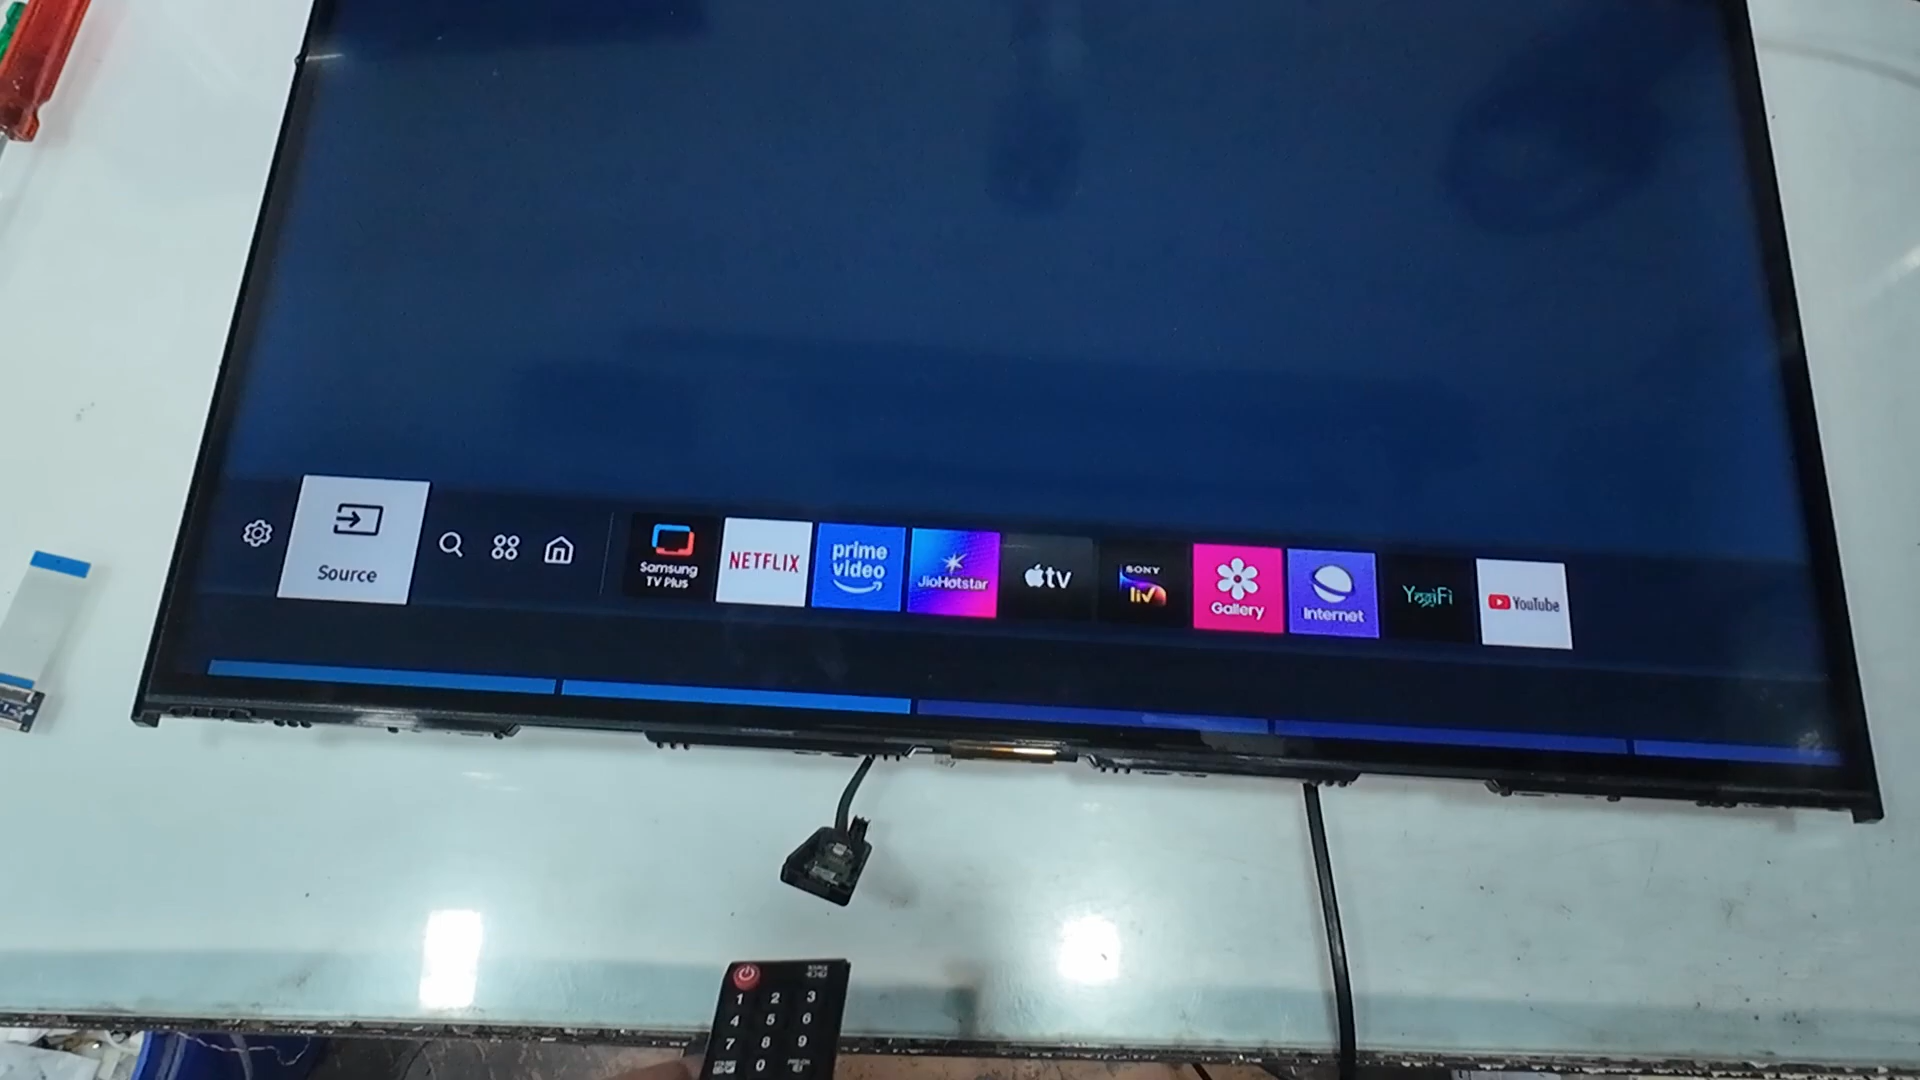 Source
Samsung
TV Plus
NETFLIX
prime
video
JioHotstar
tv
SONY
liv
Gallery
Internet
YogiFi
YouTube
1 2 3
4 5 6
7 8 9
0